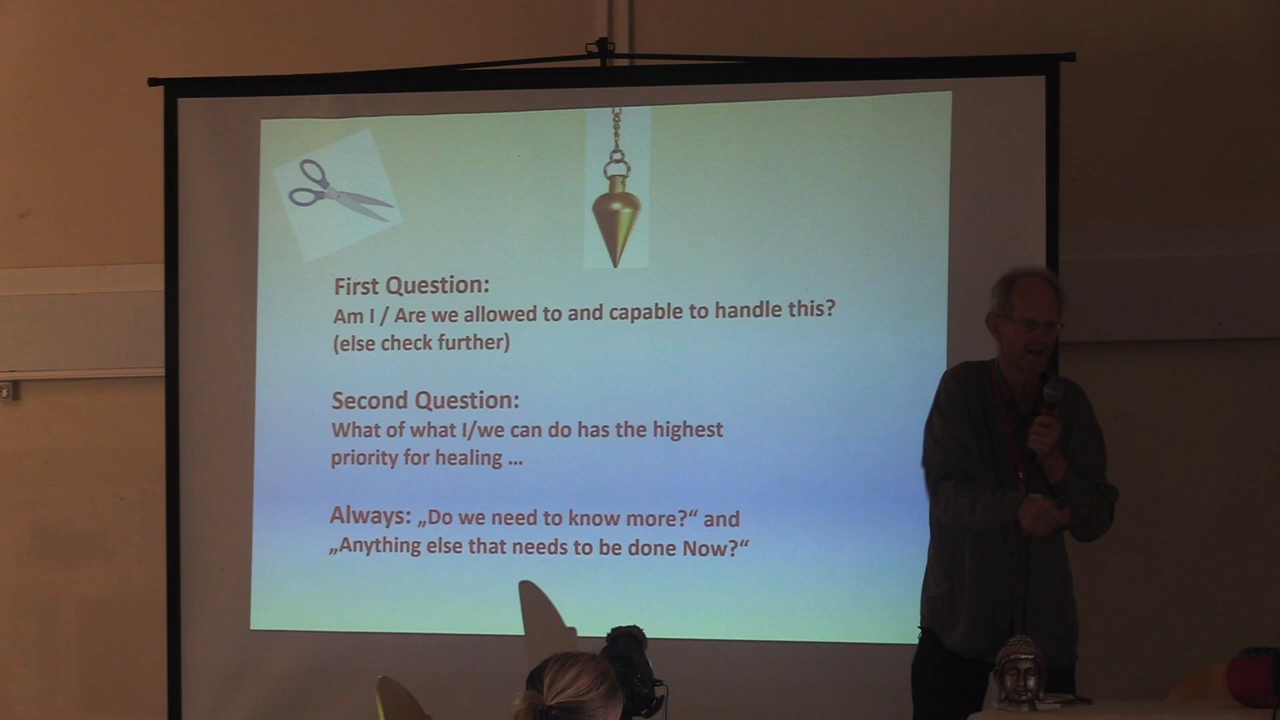 First Question:
Am I / Are we allowed to and capable to handle this?
(else check further)
Second Question:
What of what I/we can do has the highest
priority for healing ...
Always: „Do we need to know more?“ and
„Anything else that needs to be done Now?“